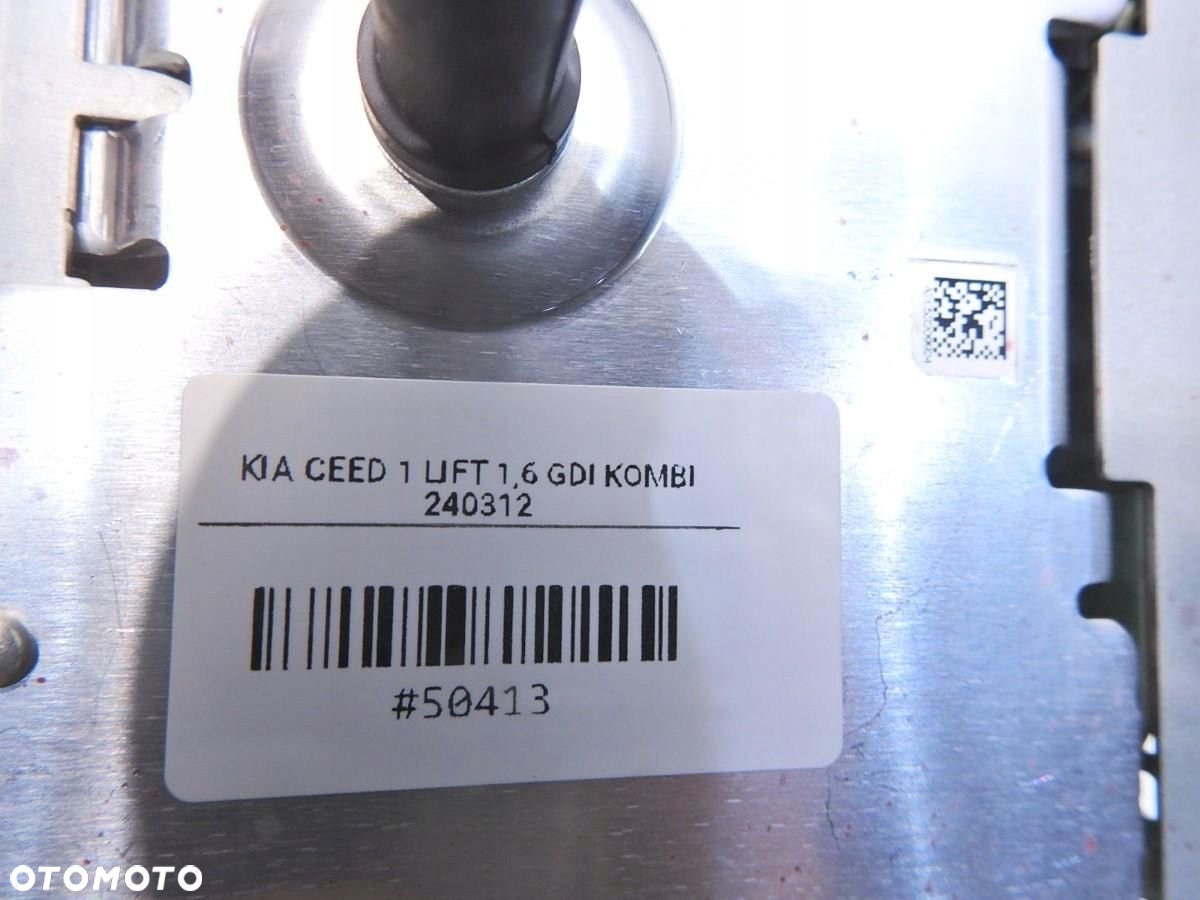 KIA CEED 1 LIFT 1,6 GDI KOMBI
240312
#50413
OTOMOTO